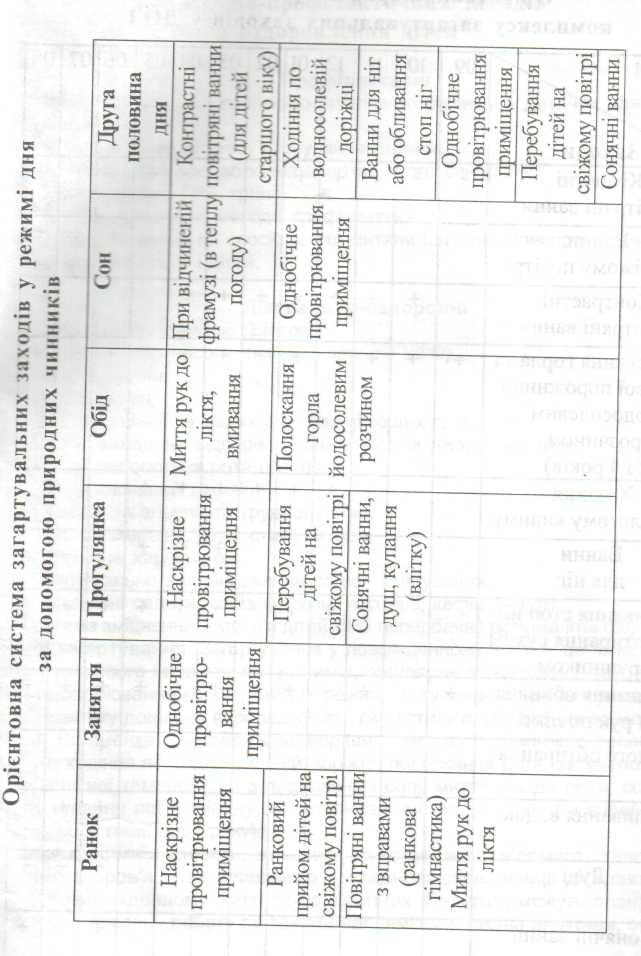 Орієнтовна система загартувальних заходів у режимі дня
за допомогою природних чинників
Ранок
Заняття
Прогулянка
Обід
Сон
Друга
половина
дня
Наскрізне
провітрювання
приміщення
Однобічне
провітрю-
вання
приміщення
Наскрізне
провітрювання
приміщення
Миття рук до
ліктя,
вмивання
При відчиненій
фрамузі (в теплу
погоду)
Контрастні
повітряні ванни
(для дітей
старшого віку)
Ранковий
прийом дітей на
свіжому повітрі
Перебування
дітей на
свіжому повітрі
Полоскання
горла
йодосолевим
розчином
Однобічне
провітрювання
приміщення
Ходіння по
водносолевій
доріжці
Повітряні ванни
з вправами
(ранкова
гімнастика)
Миття рук до
ліктя
Сонячні ванни,
душ, купання
(влітку)
Ванни для ніг
або обливання
стоп ніг
Однобічне
провітрювання
приміщення
Перебування
дітей на
свіжому повітрі
Сонячні ванни